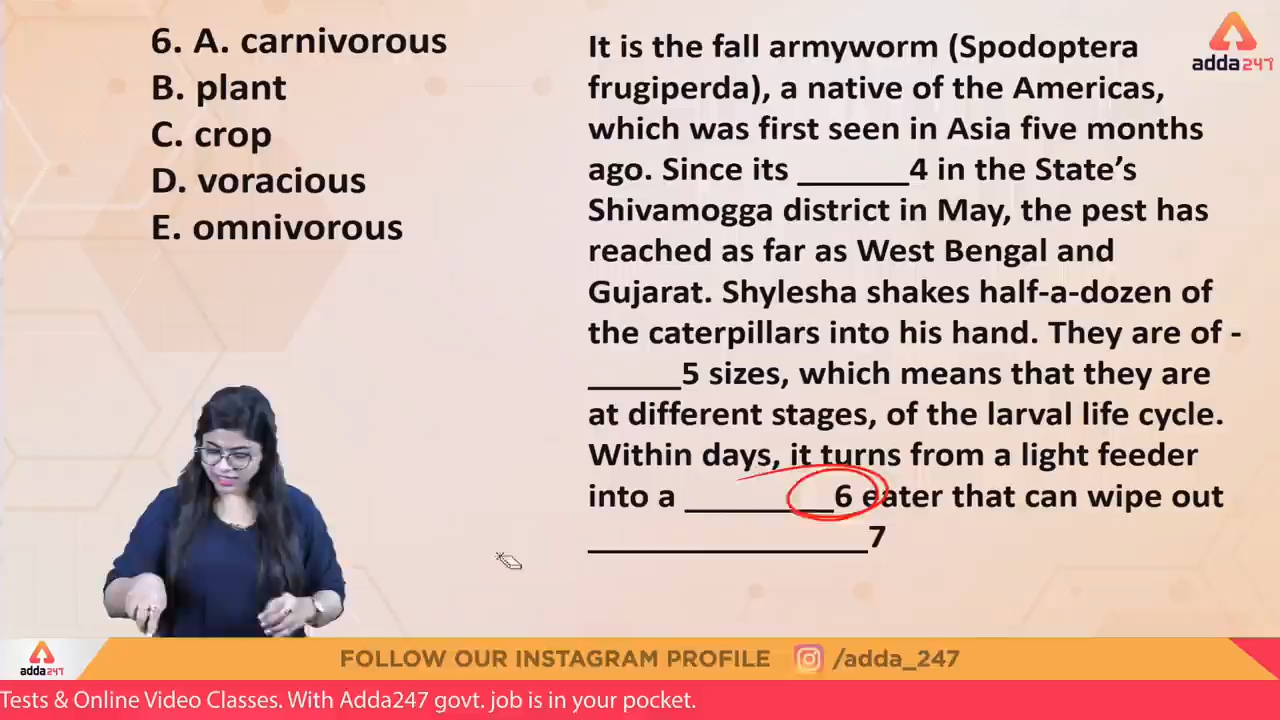 6. A. carnivorous
B. plant
C. crop
D. voracious
E. omnivorous
It is the fall armyworm (Spodoptera
frugiperda), a native of the Americas,
which was first seen in Asia five months
ago. Since its _______4 in the State’s
Shivamogga district in May, the pest has
reached as far as West Bengal and
Gujarat. Shylesha shakes half-a-dozen of
the caterpillars into his hand. They are of -
______5 sizes, which means that they are
at different stages, of the larval life cycle.
Within days, it turns from a light feeder
into a __________6 eater that can wipe out
__________________7
adda247
adda247
FOLLOW OUR INSTAGRAM PROFILE /adda_247
Tests & Online Video Classes. With Adda247 govt. job is in your pocket.